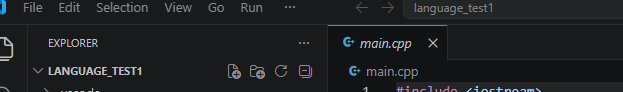 File Edit Selection View Go Run ... language_test1
EXPLORER ... main.cpp
LANGUAGE_TEST1 main.cpp
1 #include <iostream>